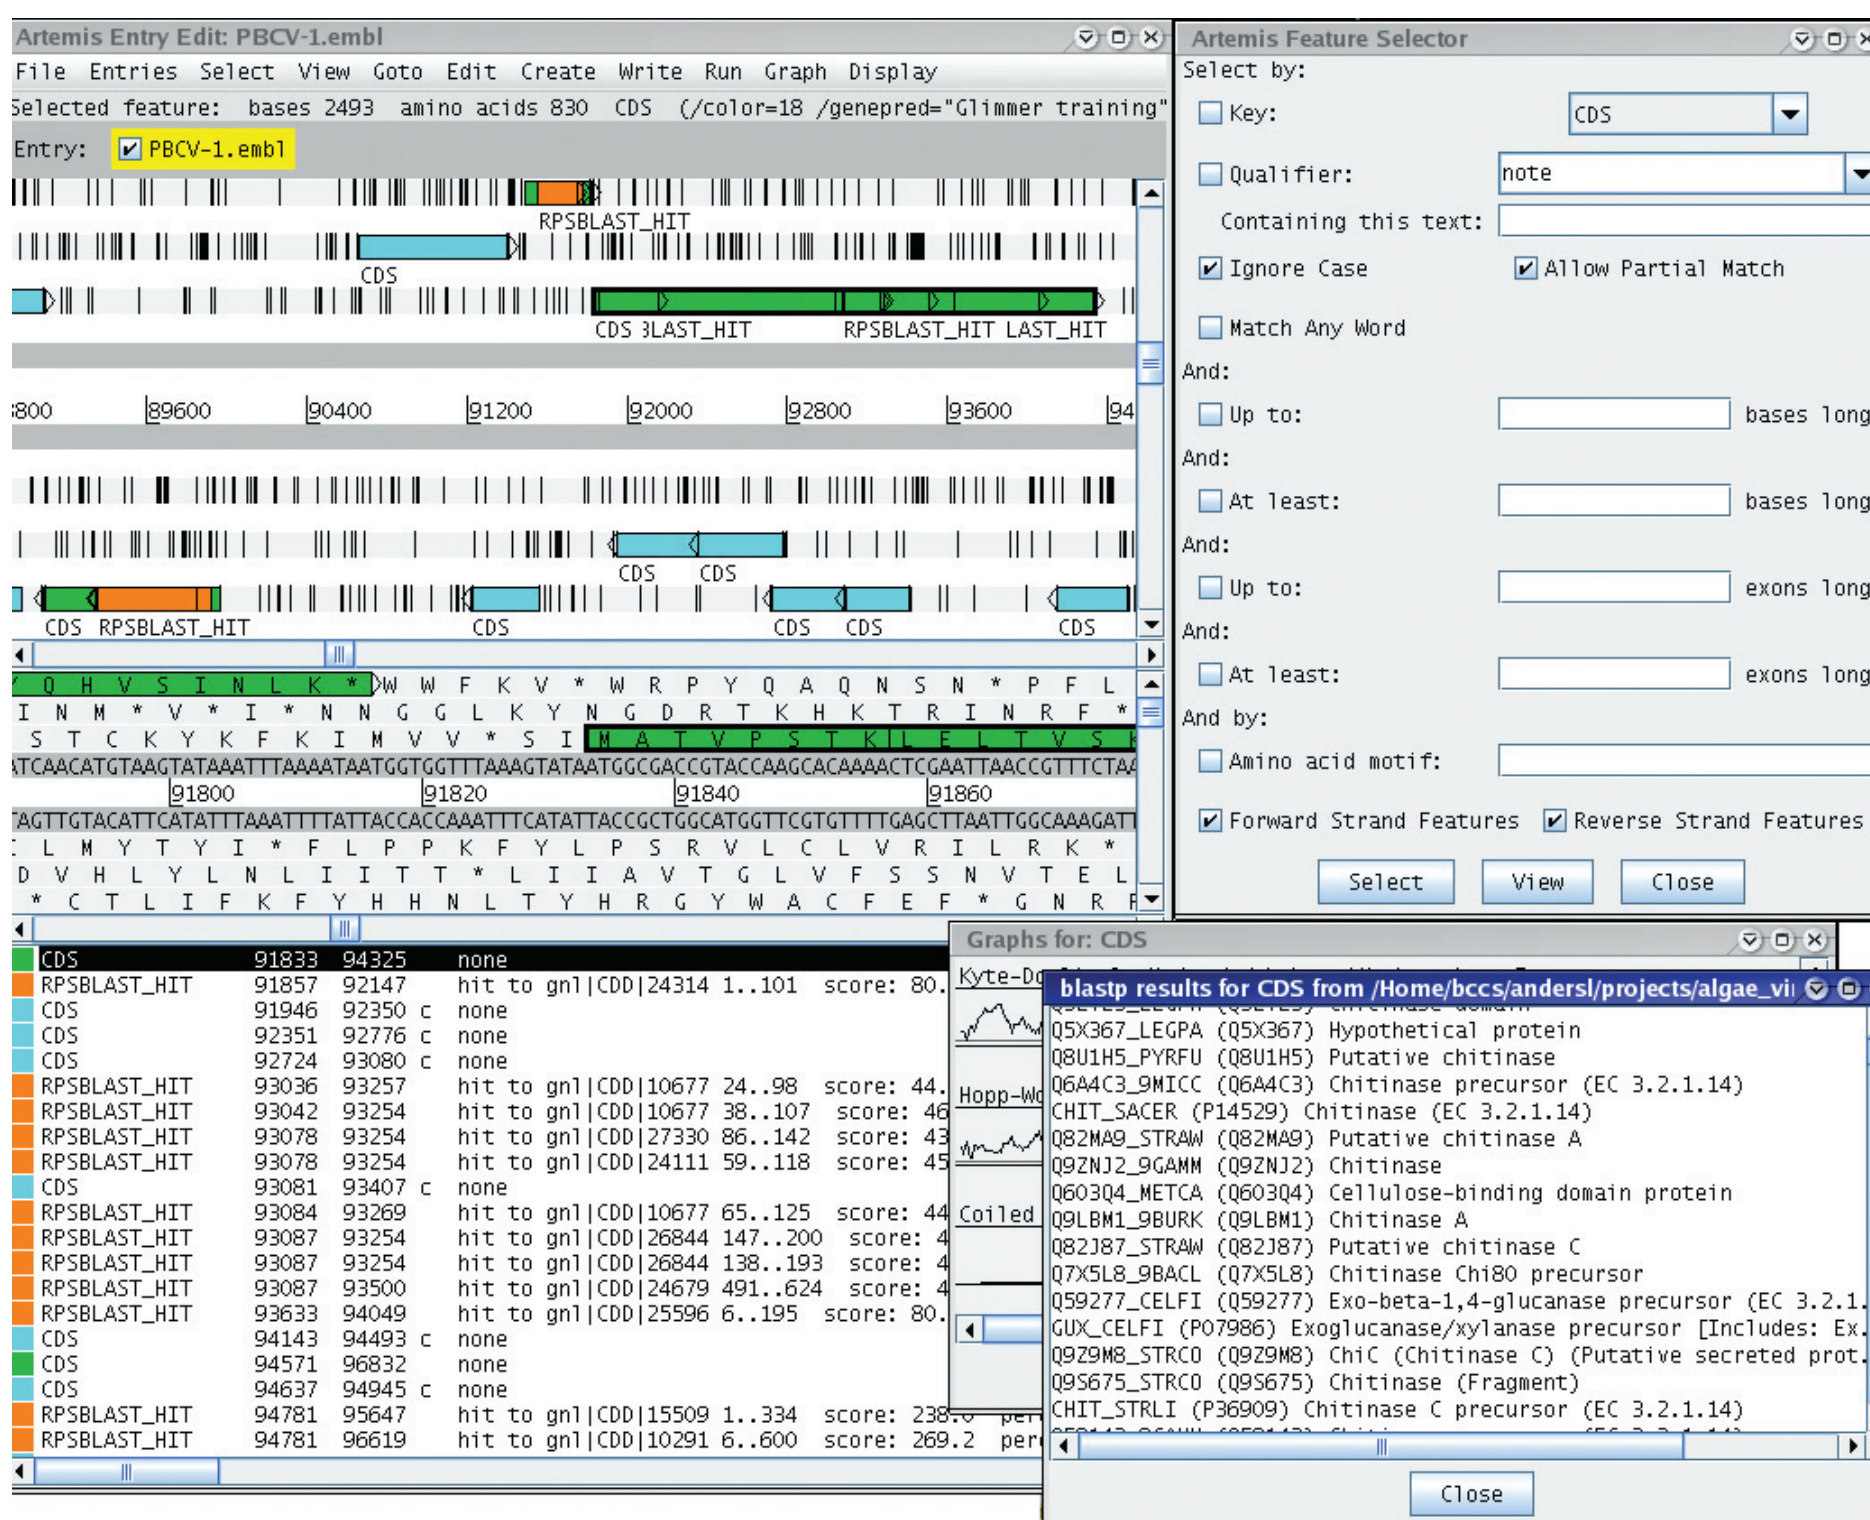 Artemis Entry Edit: PBCV-1.embl
File Entries Select View Goto Edit Create Write Run Graph Display
Selected feature: bases 2493 amino acids 830 CDS (/color=18 /genepred="Glimmer training"
Entry: PBCV-1.embl
RPSBLAST_HIT
CDS
CDS BLAST_HIT RPSBLAST_HIT LAST_HIT
8800 89600 90400 91200 92000 92800 93600 94
CDS CDS
CDS RPSBLAST_HIT CDS CDS CDS CDS
Q H V S I N L K * W W F K V * W R P Y Q A Q N S N * P F L
I N M * V * I * N N G G L K Y N G D R T K H K T R I N R F *
S T C K Y K F K I M V V * S I M A T V P S T K L E L T V S K
ATCAACATGTAAGTATAAATTTAAAATAATGGTGGTTTAAAGTATAATGGCGACCGTACCAAGCACAAAACTCGAATTAACCGTTTCTAA
91800 91820 91840 91860
TAGTTGTACATTCATATTTAAATTTTATTACCACCAAATTTCATATTACCGCTGGCATGGTTCGTGTTTTGAGCTTAATTGGCAAAGATT
L M Y T Y I * F L P P K F Y L P S R V L C L V R I L R K *
D V H L Y L N L I I T T * L I I A V T G L V F S S N V T E L
* C T L I F K F Y H H N L T Y H R G Y W A C F E F * G N R
CDS 91833 94325 none
RPSBLAST_HIT 91857 92147 hit to gnl|CDD|24314 1..101 score: 80.
CDS 91946 92350 c none
CDS 92351 92776 c none
CDS 92724 93080 c none
RPSBLAST_HIT 93036 93257 hit to gnl|CDD|10677 24..98 score: 44.
RPSBLAST_HIT 93042 93254 hit to gnl|CDD|10677 38..107 score: 46
RPSBLAST_HIT 93078 93254 hit to gnl|CDD|27330 86..142 score: 43
RPSBLAST_HIT 93078 93254 hit to gnl|CDD|24111 59..118 score: 45
CDS 93081 93407 c none
RPSBLAST_HIT 93084 93269 hit to gnl|CDD|10677 65..125 score: 44
RPSBLAST_HIT 93087 93254 hit to gnl|CDD|26844 147..200 score: 4
RPSBLAST_HIT 93087 93254 hit to gnl|CDD|26844 138..193 score: 4
RPSBLAST_HIT 93087 93500 hit to gnl|CDD|24679 491..624 score: 4
RPSBLAST_HIT 93633 94049 hit to gnl|CDD|25596 6..195 score: 80.
CDS 94143 94493 c none
CDS 94571 96832 none
CDS 94637 94945 c none
RPSBLAST_HIT 94781 95647 hit to gnl|CDD|15509 1..334 score: 238.0 per
RPSBLAST_HIT 94781 96619 hit to gnl|CDD|10291 6..600 score: 269.2 per
Artemis Feature Selector
Select by:
Key: CDS
Qualifier: note
Containing this text:
Ignore Case Allow Partial Match
Match Any Word
And:
Up to: bases long
And:
At least: bases long
And:
Up to: exons long
And:
At least: exons long
And by:
Amino acid motif:
Forward Strand Features Reverse Strand Features
Select View Close
Graphs for: CDS
Kyte-Do
Hopp-Wo
Coiled
blastp results for CDS from /Home/bccs/andersl/projects/algae_vi
Q5X367_LEGPA (Q5X367) Hypothetical protein
Q8U1H5_PYRFU (Q8U1H5) Putative chitinase
Q6A4C3_9MICC (Q6A4C3) Chitinase precursor (EC 3.2.1.14)
CHIT_SACER (P14529) Chitinase (EC 3.2.1.14)
Q82MA9_STRAW (Q82MA9) Putative chitinase A
Q9ZNJ2_9GAMM (Q9ZNJ2) Chitinase
Q603Q4_METCA (Q603Q4) Cellulose-binding domain protein
Q9LBM1_9BURK (Q9LBM1) Chitinase A
Q82J87_STRAW (Q82J87) Putative chitinase C
Q7X5L8_9BACL (Q7X5L8) Chitinase Chi80 precursor
Q59277_CELFI (Q59277) Exo-beta-1,4-glucanase precursor (EC 3.2.1.
GUX_CELFI (P07986) Exoglucanase/xylanase precursor [Includes: Ex.
Q9Z9M8_STRCO (Q9Z9M8) ChiC (Chitinase C) (Putative secreted prot.
Q9S675_STRCO (Q9S675) Chitinase (Fragment)
CHIT_STRLI (P36909) Chitinase C precursor (EC 3.2.1.14)
Close